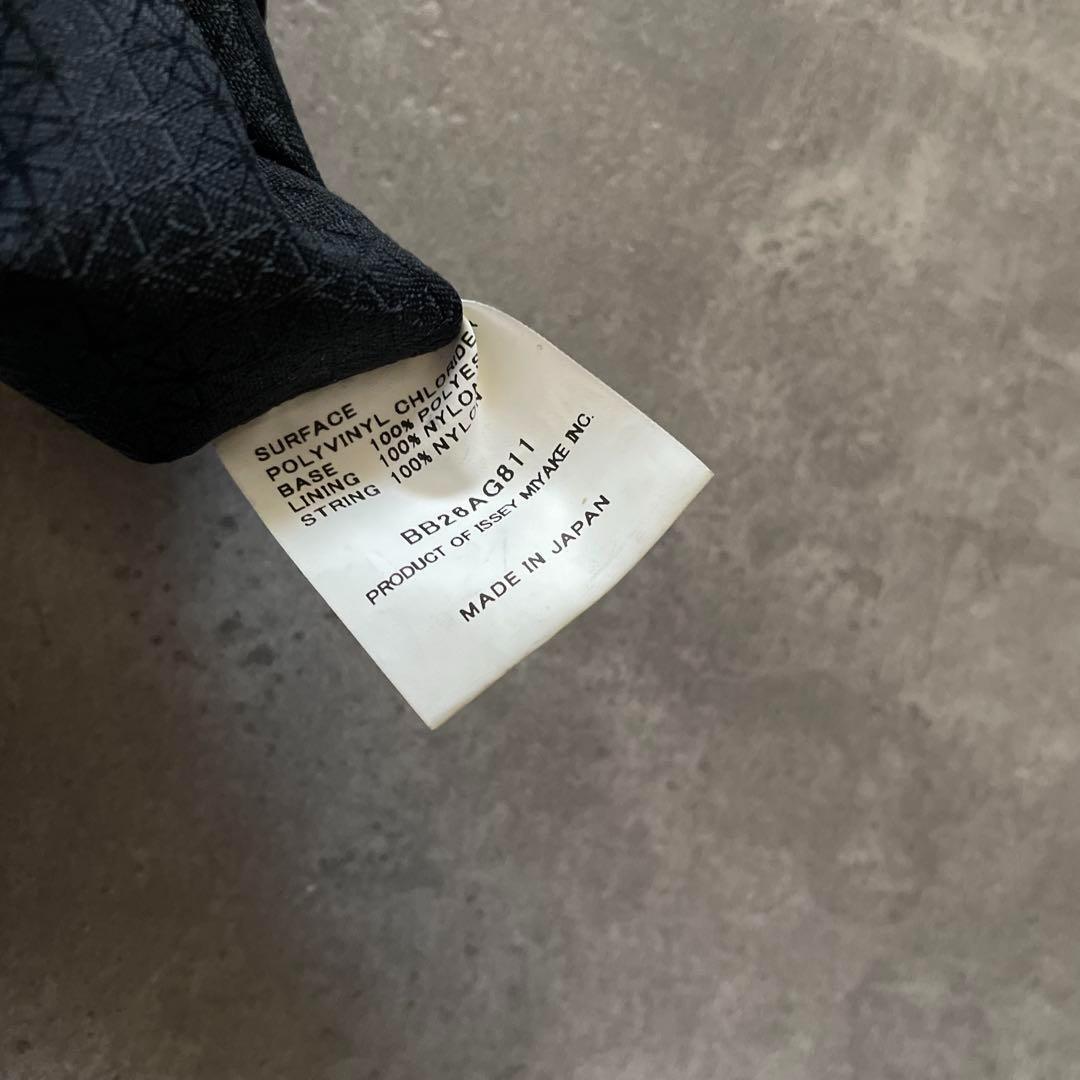 SURFACE
POLYVINYL CHLORIDE
BASE 100% POLYES
LINING 100% NYLON
STRING 100% NYLO
BB26AG811
PRODUCT OF ISSEY MIYAKE INC.
MADE IN JAPAN